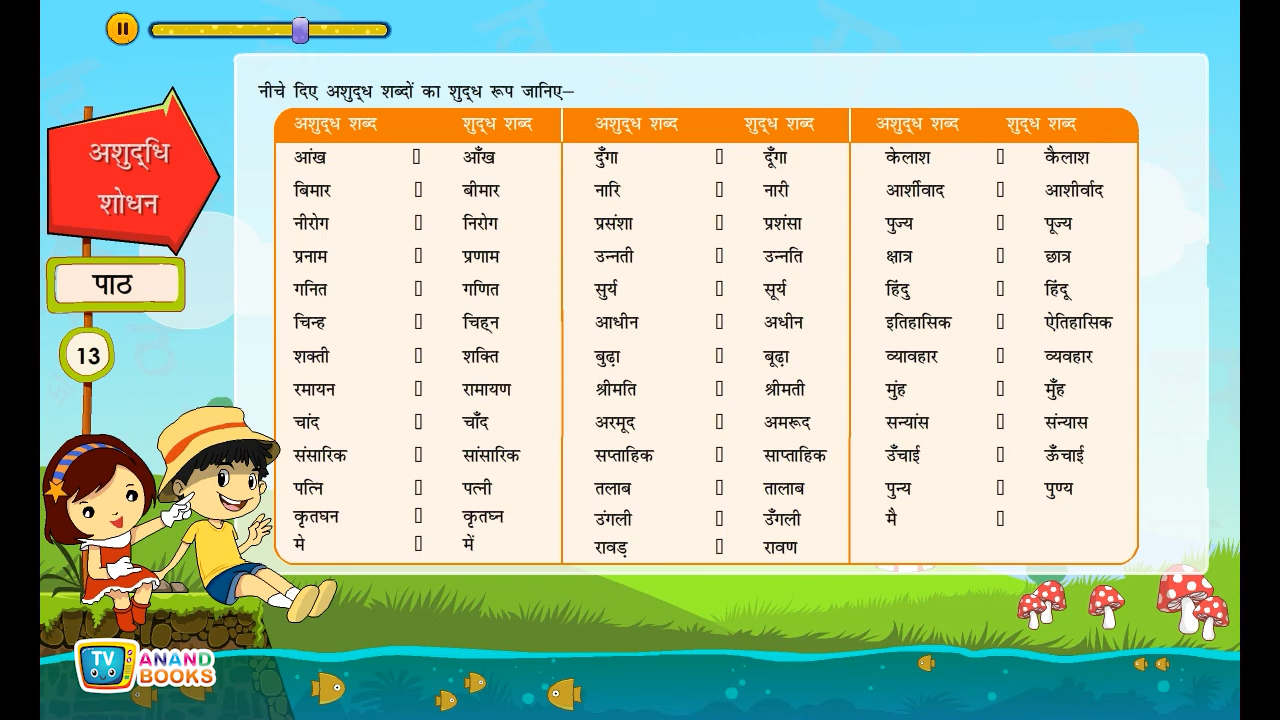 नीचे दिए अशुद्ध शब्दों का शुद्ध रूप जानिए–
अशुद्ध शब्द शुद्ध शब्द अशुद्ध शब्द शुद्ध शब्द अशुद्ध शब्द शुद्ध शब्द
आंख ▯ आँख दुँगा ▯ दूँगा केलाश ▯ कैलाश
बिमार ▯ बीमार नारि ▯ नारी आर्शीवाद ▯ आशीर्वाद
नीरोग ▯ निरोग प्रसंशा ▯ प्रशंसा पुज्य ▯ पूज्य
प्रनाम ▯ प्रणाम उन्नती ▯ उन्नति क्षात्र ▯ छात्र
गनित ▯ गणित सुर्य ▯ सूर्य हिंदु ▯ हिंदू
चिन्ह ▯ चिह्न आधीन ▯ अधीन इतिहासिक ▯ ऐतिहासिक
शक्ती ▯ शक्ति बुढ़ा ▯ बूढ़ा व्यावहार ▯ व्यवहार
रमायन ▯ रामायण श्रीमति ▯ श्रीमती मुंह ▯ मुँह
चांद ▯ चाँद अरमूद ▯ अमरूद सन्यांस ▯ संन्यास
संसारिक ▯ सांसारिक सप्ताहिक ▯ साप्ताहिक उँचाई ▯ ऊँचाई
पत्नि ▯ पत्नी तलाब ▯ तालाब पुन्य ▯ पुण्य
कृतघन ▯ कृतघ्न उंगली ▯ उँगली मै ▯
मे ▯ में रावड़ ▯ रावण
अशुद्धि
शोधन
पाठ
13
TV ANAND
BOOKS